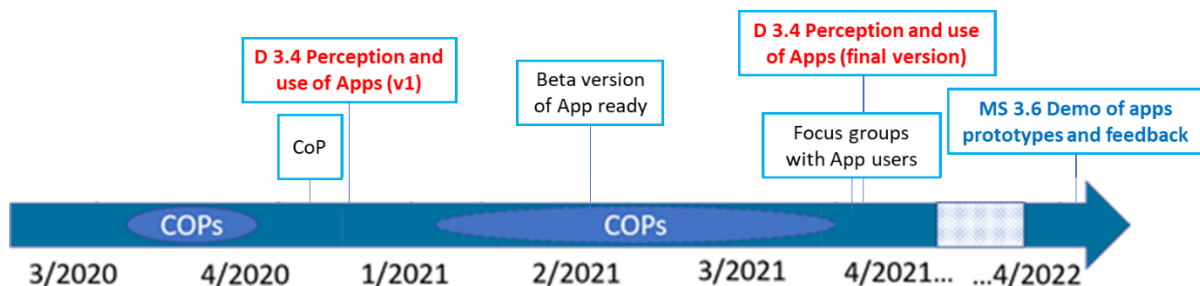 D 3.4 Perception and
use of Apps (v1)
CoP
Beta version
of App ready
D 3.4 Perception and use
of Apps (final version)
Focus groups
with App users
MS 3.6 Demo of apps
prototypes and feedback
COPs
COPs
3/2020
4/2020
1/2021
2/2021
3/2021
4/2021...
...4/2022